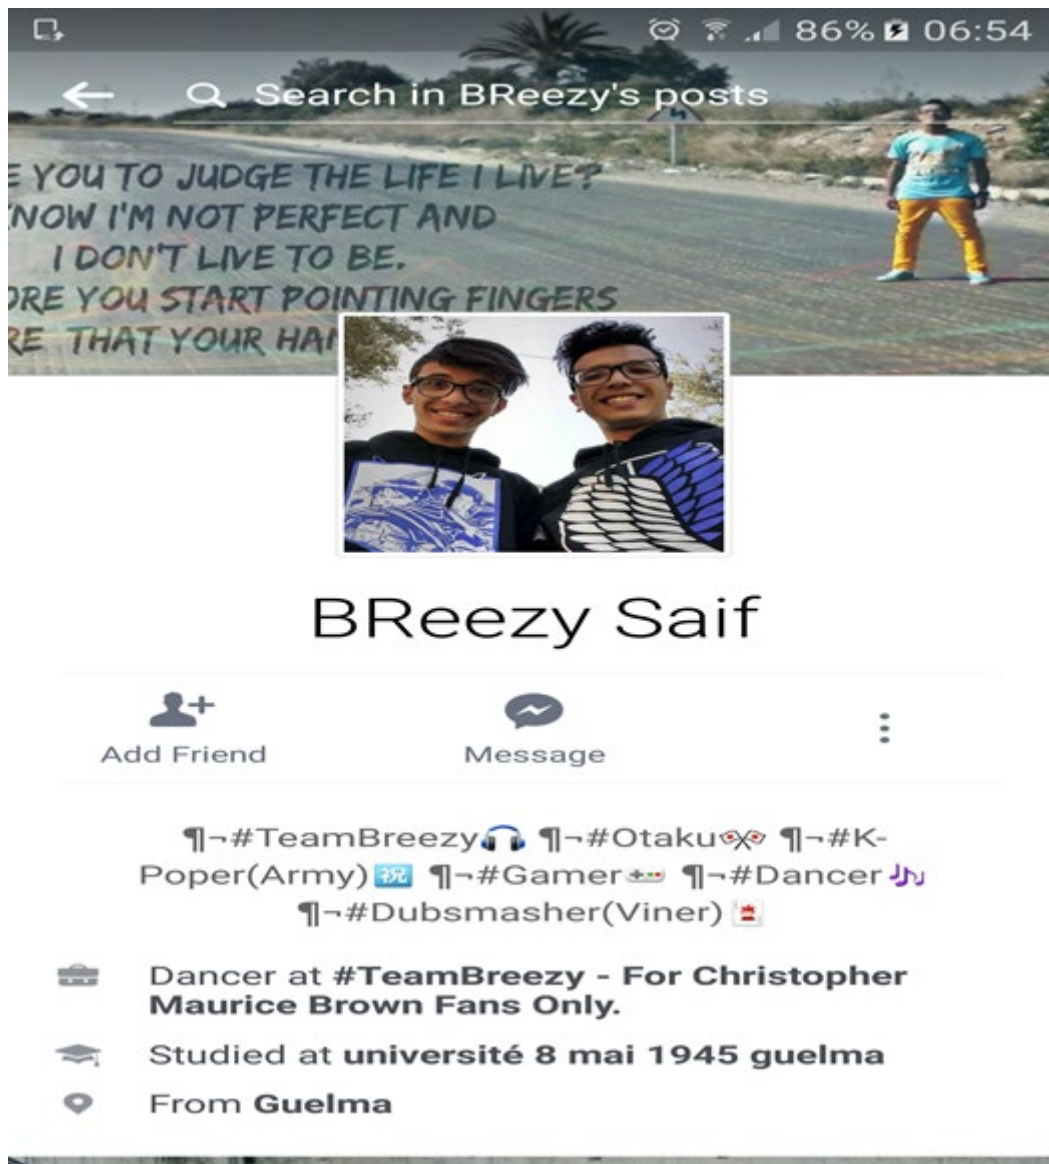 86% 06:54
Search in BReezy's posts
YOU TO JUDGE THE LIFE I LIVE?
NOW I'M NOT PERFECT AND
I DON'T LIVE TO BE.
YOU START POINTING FINGERS
THAT YOUR
BReezy Saif
Add Friend
Message
¶¬#TeamBreezy🎧 ¶¬#Otaku🎌 ¶¬#K-
Poper(Army)㊗️ ¶¬#Gamer🎮 ¶¬#Dancer🎶
¶¬#Dubsmasher(Viner)
Dancer at #TeamBreezy - For Christopher
Maurice Brown Fans Only.
Studied at université 8 mai 1945 guelma
From Guelma